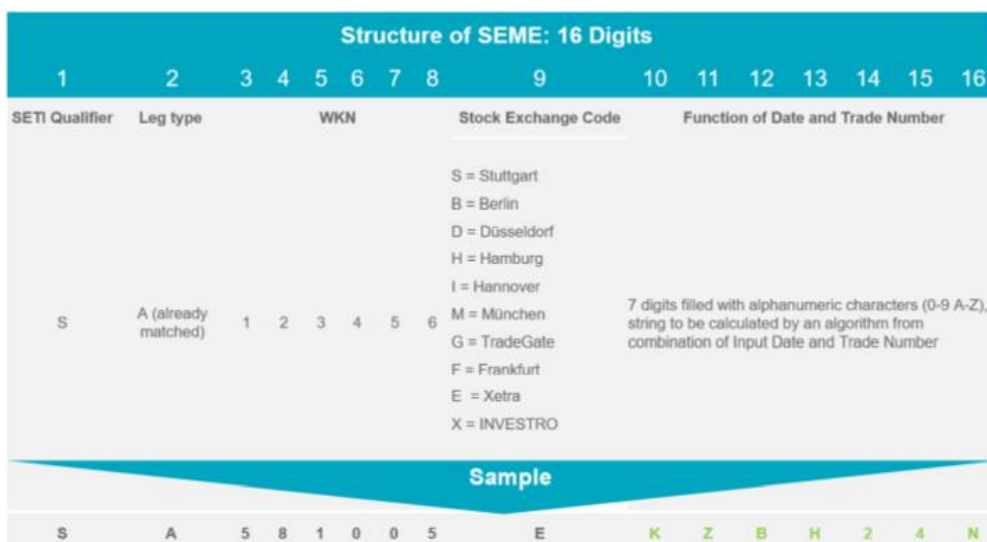 Structure of SEME: 16 Digits
1 2 3 4 5 6 7 8 9 10 11 12 13 14 15 16
SETI Qualifier Leg type WKN Stock Exchange Code Function of Date and Trade Number
S = Stuttgart
B = Berlin
D = Düsseldorf
H = Hamburg
I = Hannover
S A (already matched) 1 2 3 4 5 6
M = München
G = TradeGate
F = Frankfurt
E = Xetra
X = INVESTRO
7 digits filled with alphanumeric characters (0-9 A-Z),
string to be calculated by an algorithm from
combination of Input Date and Trade Number
Sample
S A 5 8 1 0 0 5 E K Z B H 2 4 N